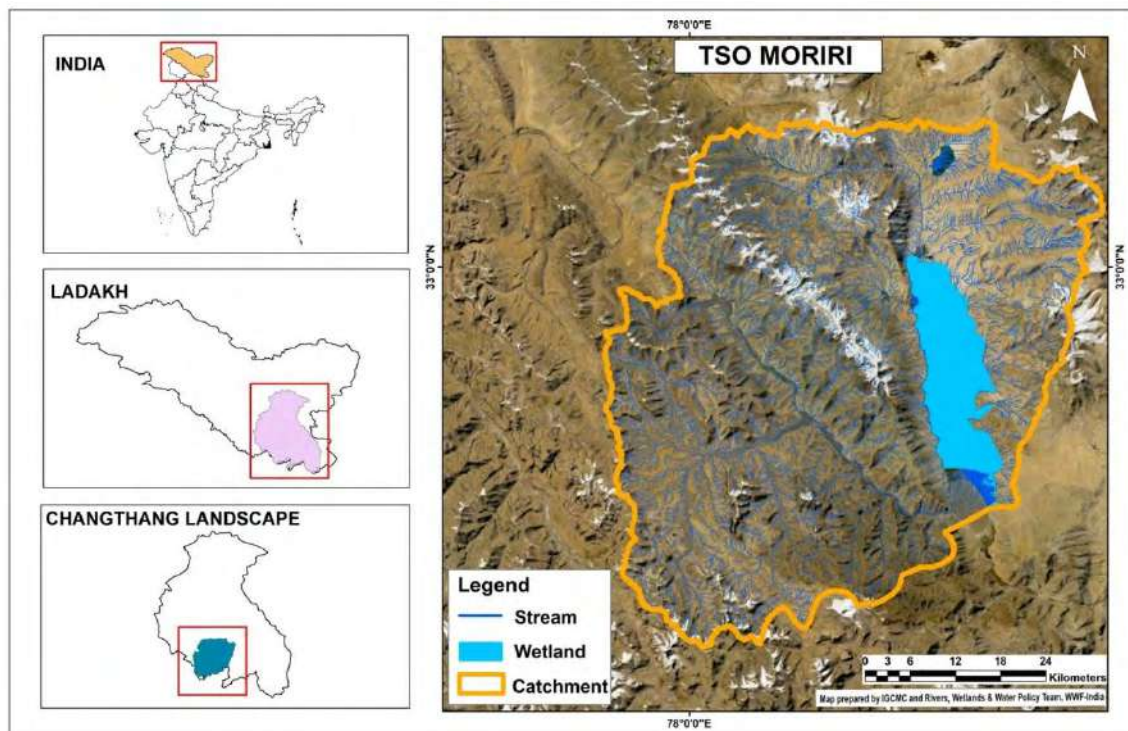 INDIA
LADAKH
CHANGTHANG LANDSCAPE
78°0'0"E
TSO MORIRI
N
33°0'0"N
33°0'0"N
Legend
Stream
Wetland
Catchment
0 3 6 12 18 24
Kilometers
Map prepared by IGCMC and Rivers, Wetlands & Water Policy Team, WWF-India
78°0'0"E